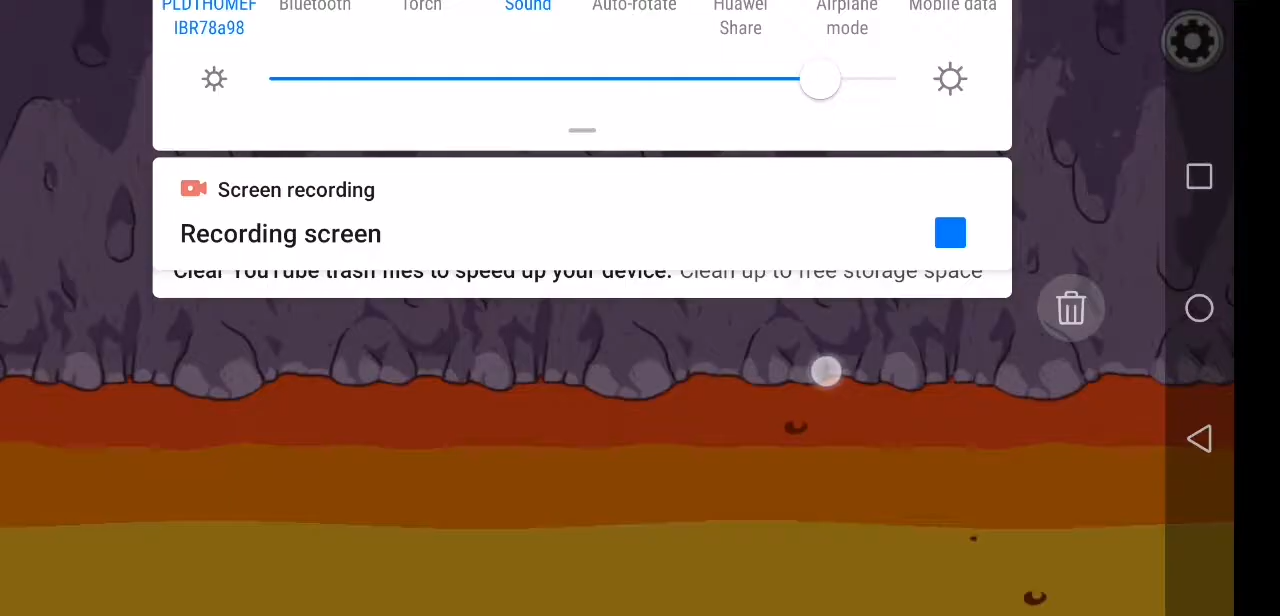 PLDTHOMEF Bluetooth Torch Sound Auto-rotate Huawei Airplane Mobile data
IBR78a98 Share mode
Screen recording
Recording screen
Clear YouTube trash files to speed up your device. Clean up to free storage space